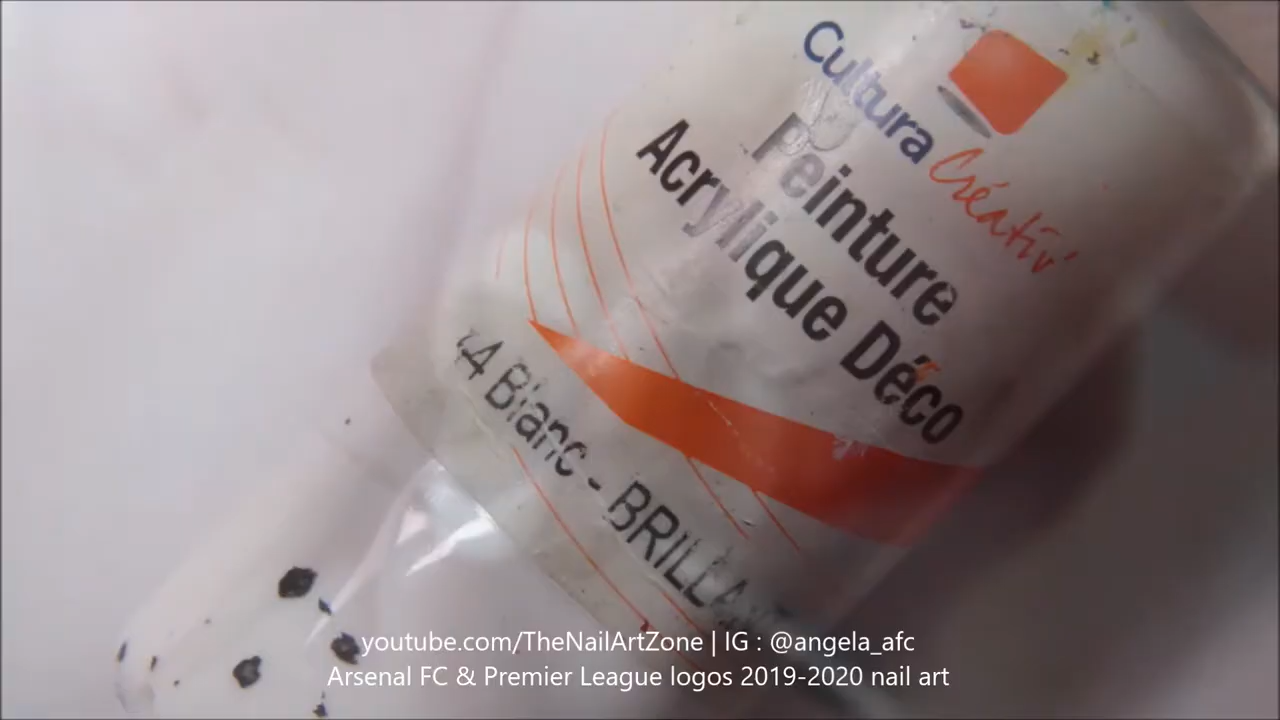 Cultura
Créativ'
Peinture
Acrylique Déco
Blanc - BRILLA
youtube.com/TheNailArtZone | IG : @angela_afc
Arsenal FC & Premier League logos 2019-2020 nail art